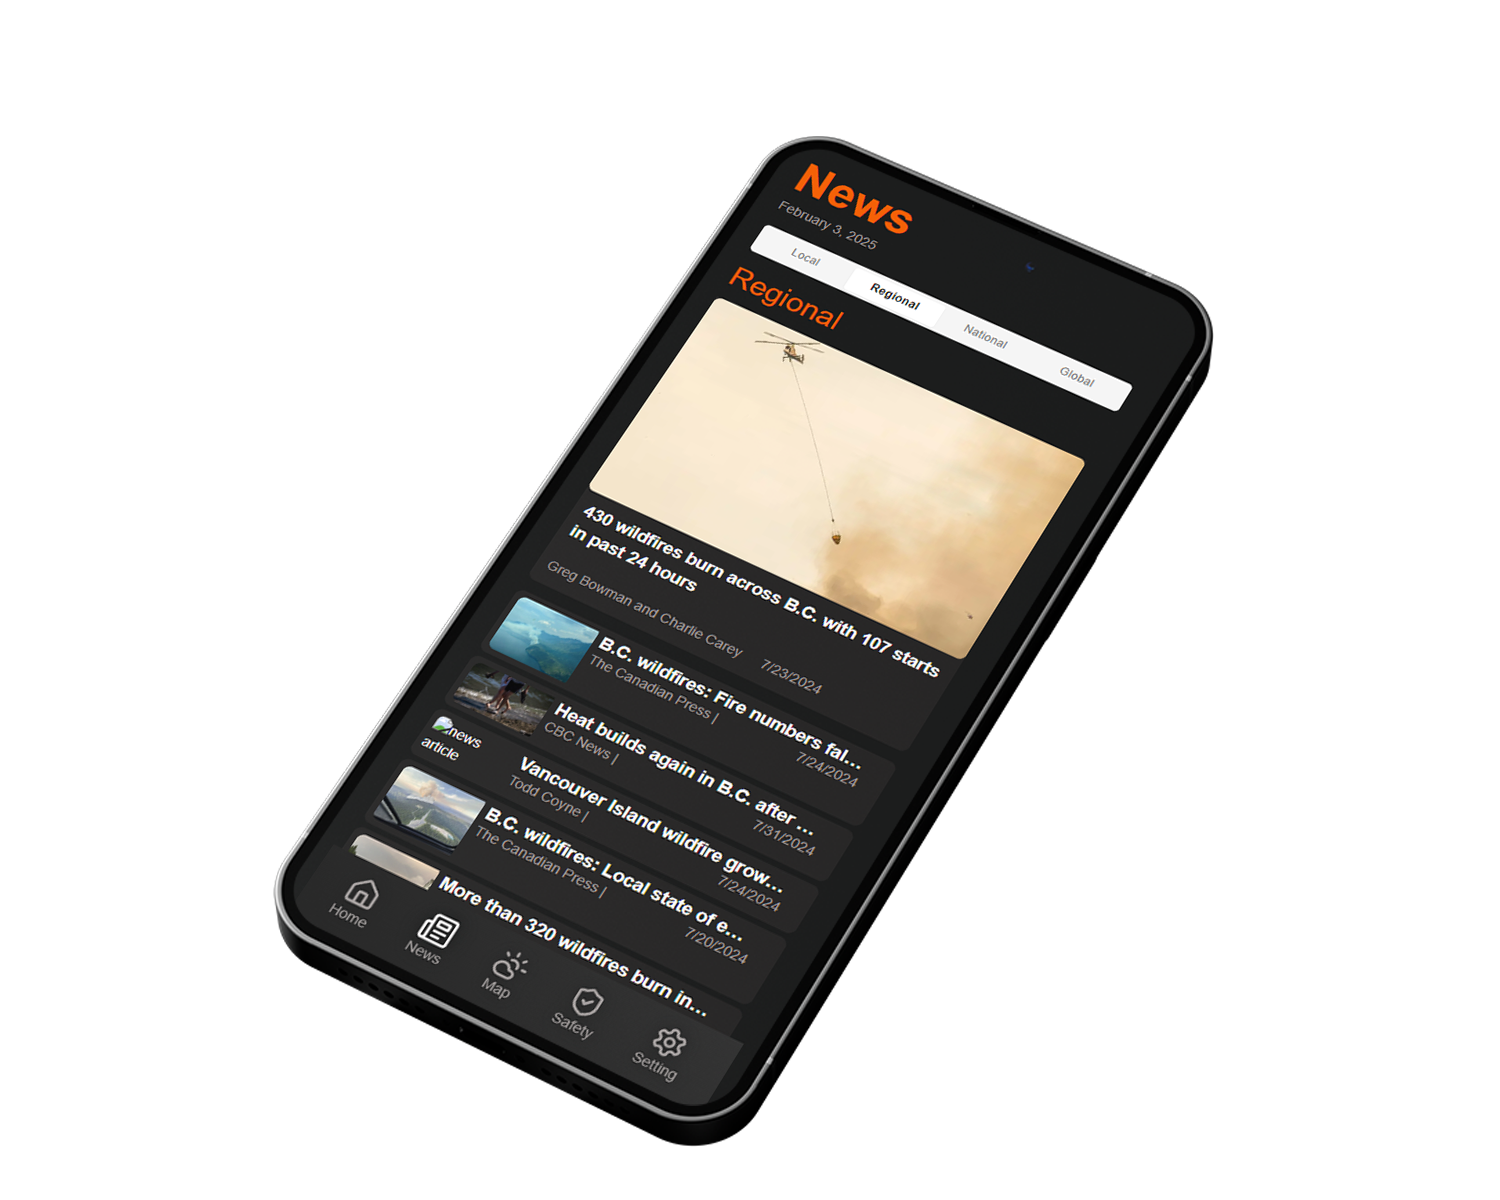 News
February 3, 2025
Local
Regional
National
Global
Regional
430 wildfires burn across B.C. with 107 starts
in past 24 hours
Greg Bowman and Charlie Carey
7/23/2024
B.C. wildfires: Fire numbers fal...
The Canadian Press |
7/24/2024
Heat builds again in B.C. after ...
CBC News |
7/31/2024
news
article
Vancouver Island wildfire grow...
Todd Coyne |
7/24/2024
B.C. wildfires: Local state of e...
The Canadian Press |
7/20/2024
More than 320 wildfires burn in...
Home
News
Map
Safety
Setting